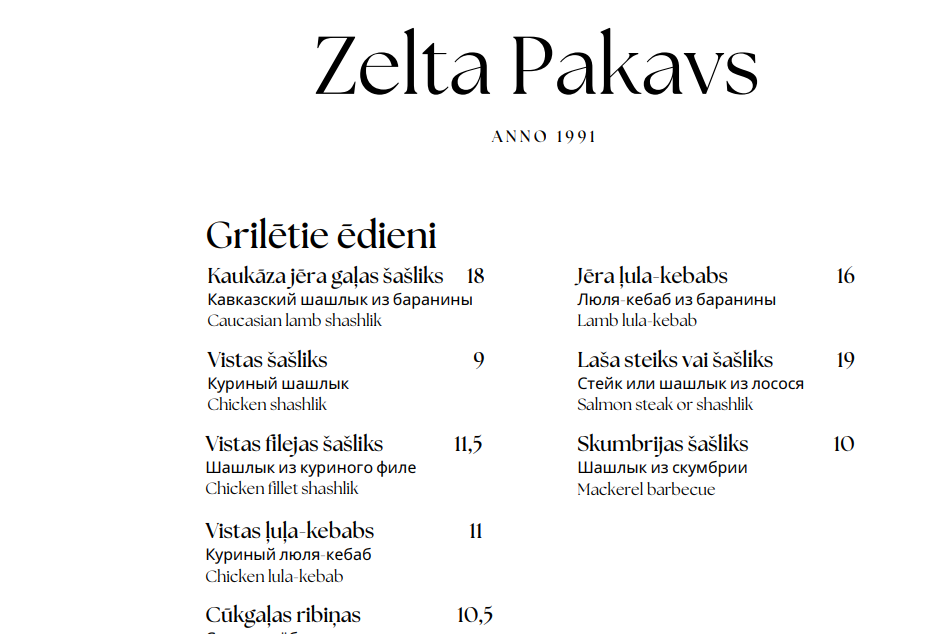 Zelta Pakavs
ANNO 1991
Grilētie ēdieni
Kaukāza jēra gaļas šašliks 18
Кавказский шашлык из баранины
Caucasian lamb shashlik
Vistas šašliks 9
Куриный шашлык
Chicken shashlik
Vistas filejas šašliks 11,5
Шашлык из куриного филе
Chicken fillet shashlik
Vistas ļuļa-kebabs 11
Куриный люля-кебаб
Chicken lula-kebab
Cūkgaļas ribiņas 10,5
Jēra ļula-kebabs 16
Люля-кебаб из баранины
Lamb lula-kebab
Laša steiks vai šašliks 19
Стейк или шашлык из лосося
Salmon steak or shashlik
Skumbrijas šašliks 10
Шашлык из скумбрии
Mackerel barbecue